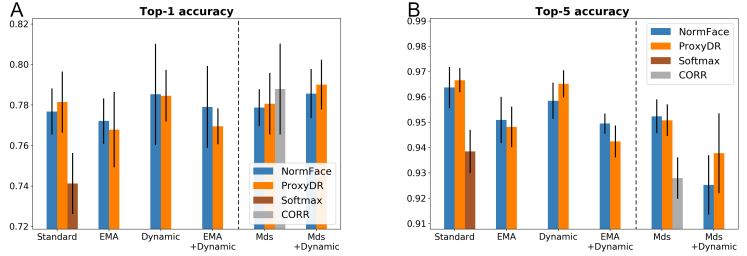 A
Top-1 accuracy
0.82
0.80
0.78
0.76
0.74
0.72
Standard
EMA
Dynamic
EMA
+Dynamic
Mds
Mds
+Dynamic
NormFace
ProxyDR
Softmax
CORR
B
Top-5 accuracy
0.99
0.98
0.97
0.96
0.95
0.94
0.93
0.92
0.91
Standard
EMA
Dynamic
EMA
+Dynamic
Mds
Mds
+Dynamic
NormFace
ProxyDR
Softmax
CORR